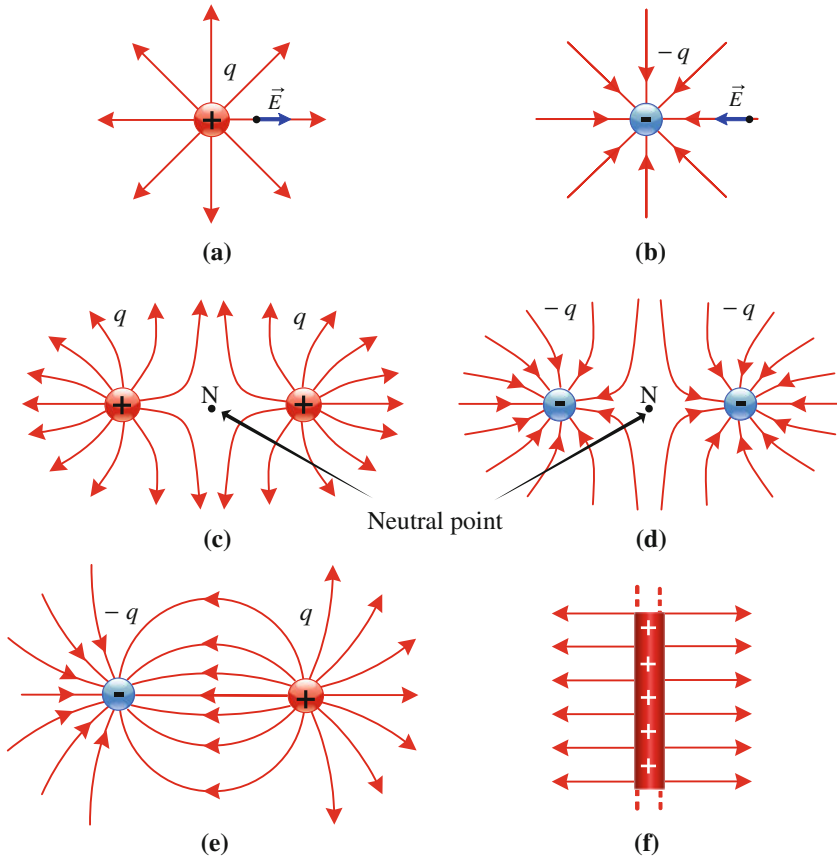 q
E⃗
+
(a)
− q
E⃗
-
(b)
q
q
N
+
+
(c)
− q
− q
N
-
-
(d)
Neutral point
− q
q
-
+
(e)
+
+
+
+
+
(f)